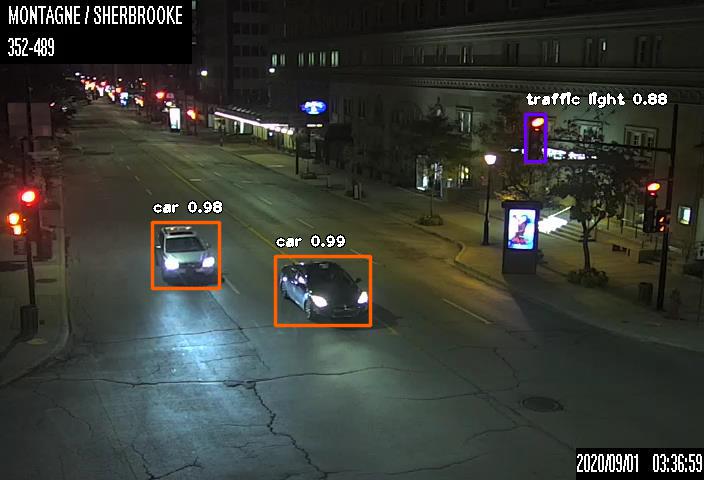 MONTAGNE / SHERBROOKE
352-489
traffic light 0.88
car 0.98
car 0.99
2020/09/01 03:36:59